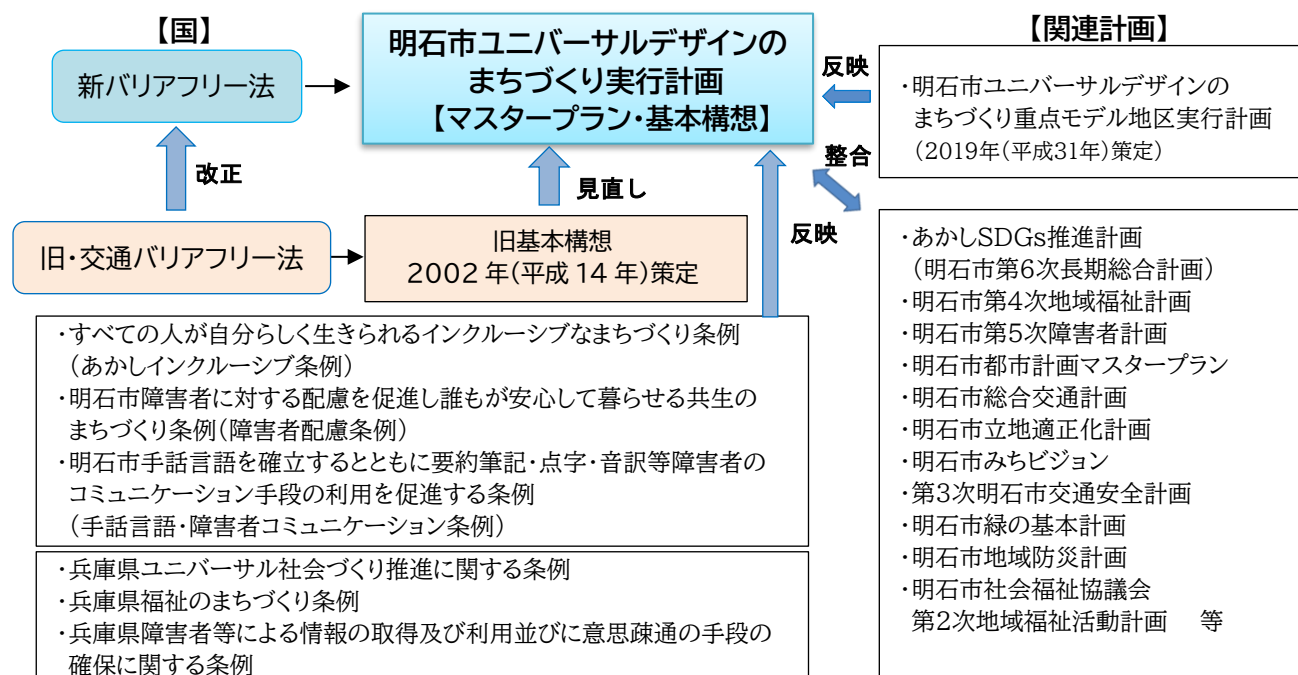 【国】
新バリアフリー法
改正
旧・交通バリアフリー法
明石市ユニバーサルデザインの
まちづくり実行計画
【マスタープラン・基本構想】
見直し
旧基本構想
2002年(平成14年)策定
反映
・すべての人が自分らしく生きられるインクルーシブなまちづくり条例
(あかしインクルーシブ条例)
・明石市障害者に対する配慮を促進し誰もが安心して暮らせる共生の
まちづくり条例(障害者配慮条例)
・明石市手話言語を確立するとともに要約筆記・点字・音訳等障害者の
コミュニケーション手段の利用を促進する条例
(手話言語・障害者コミュニケーション条例)
・兵庫県ユニバーサル社会づくり推進に関する条例
・兵庫県福祉のまちづくり条例
・兵庫県障害者等による情報の取得及び利用並びに意思疎通の手段の
確保に関する条例
【関連計画】
反映
・明石市ユニバーサルデザインの
まちづくり重点モデル地区実行計画
(2019年(平成31年)策定)
整合
・あかしSDGs推進計画
(明石市第6次長期総合計画)
・明石市第4次地域福祉計画
・明石市第5次障害者計画
・明石市都市計画マスタープラン
・明石市総合交通計画
・明石市立地適正化計画
・明石市みちビジョン
・第3次明石市交通安全計画
・明石市緑の基本計画
・明石市地域防災計画
・明石市社会福祉協議会
第2次地域福祉活動計画 等